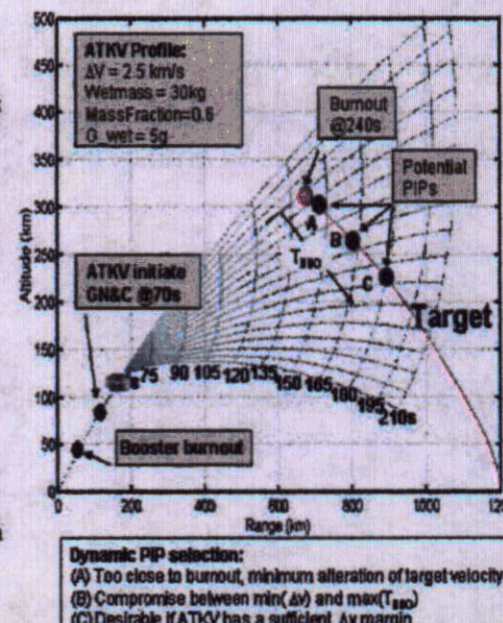 500
450
400
350
300
250
200
150
100
50
0
Altitude (km)
ATKV Profile:
ΔV = 2.5 km/s
Wetmass = 30kg
MassFraction=0.6
G_wet = 5g
Burnout
@240s
Potential
PIPs
A
B
C
T
ATKV initiate
GN&C @70s
Target
75 90 105 120 135 150 165 180 195 210s
Booster burnout
0 200 400 600 800 1000 1200
Range (km)
Dynamic PIP selection:
(A) Too close to burnout, minimum alteration of target velocity
(B) Compromise between min(Δv) and max(T
(C) Desirable if ATKV has a sufficient Δv margin